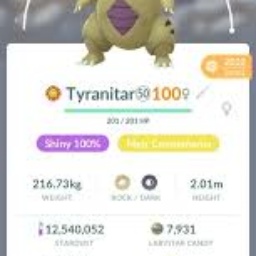 Tyranitar 50 100♀
201 / 201 HP
Shiny 100%
216.73kg
WEIGHT
ROCK / DARK
2.01m
HEIGHT
12,540,052
STARDUST
7,931
LARVITAR CANDY